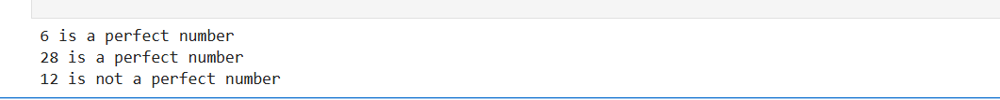 6 is a perfect number
28 is a perfect number
12 is not a perfect number